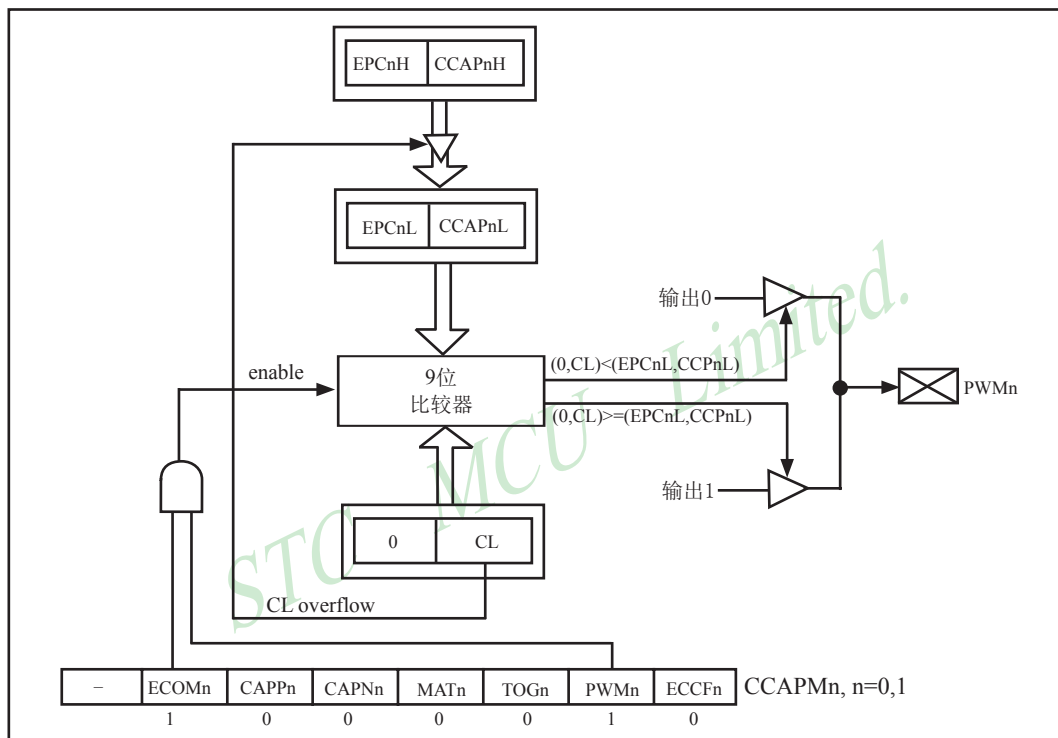 EPCnH CCAPnH
EPCnL CCAPnL
输出0
enable
9位
比较器
(0,CL)<(EPCnL,CCPnL)
PWMn
(0,CL)>=(EPCnL,CCPnL)
输出1
0 CL
CL overflow
STC MCU Limited.
– ECOMn CAPPn CAPNn MATn TOGn PWMn ECCFn CCAPMn, n=0,1
1 0 0 0 0 1 0